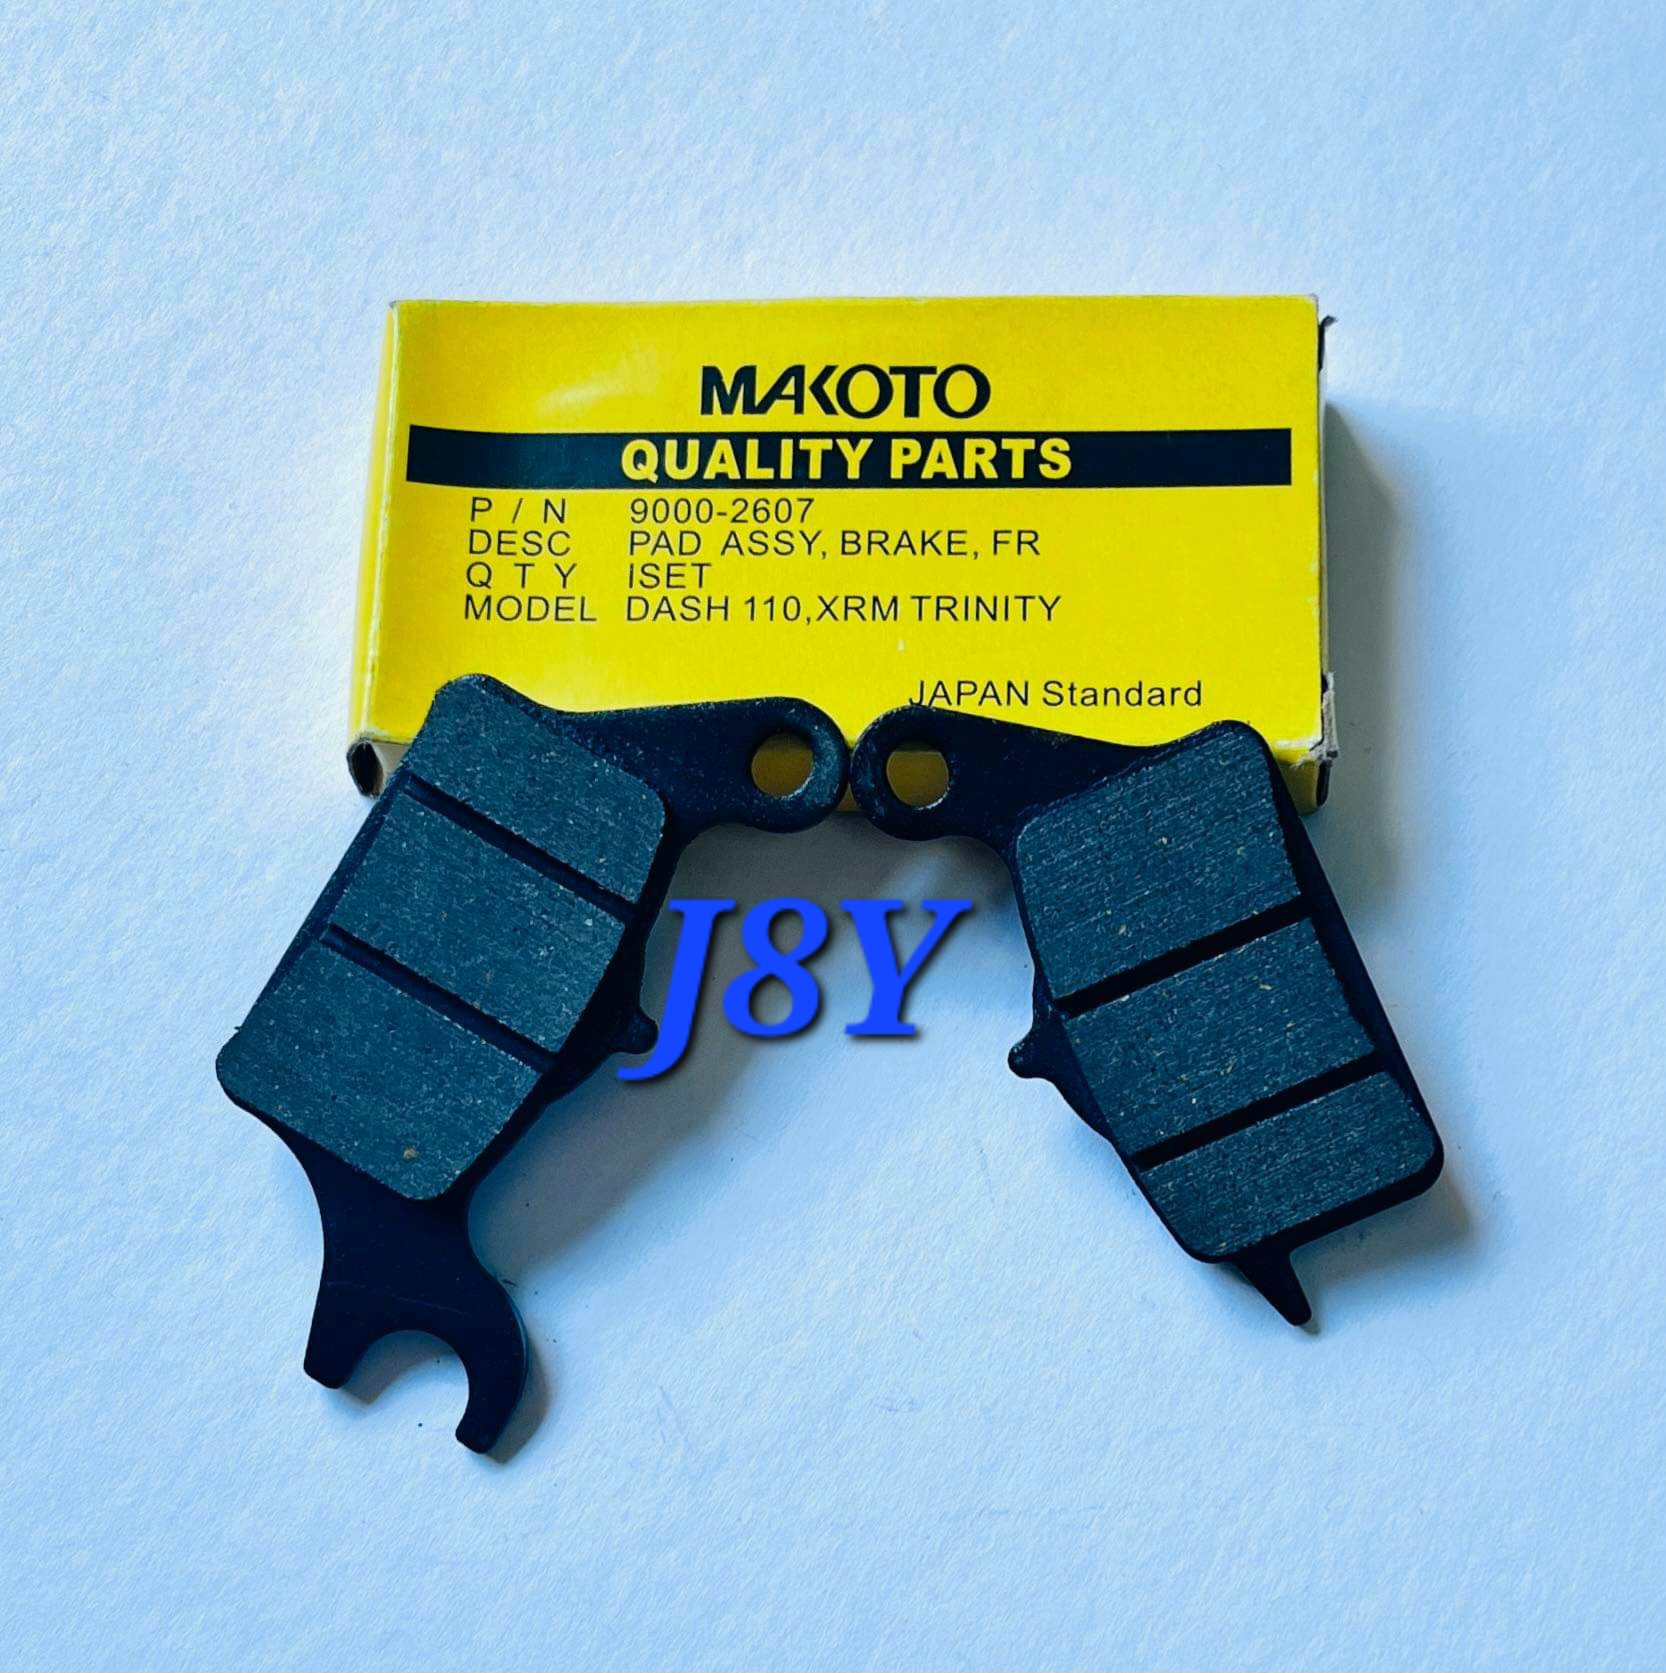 MAKOTO
QUALITY PARTS
P / N 9000-2607
DESC PAD ASSY, BRAKE, FR
Q T Y ISET
MODEL DASH 110,XRM TRINITY
JAPAN Standard
J8Y